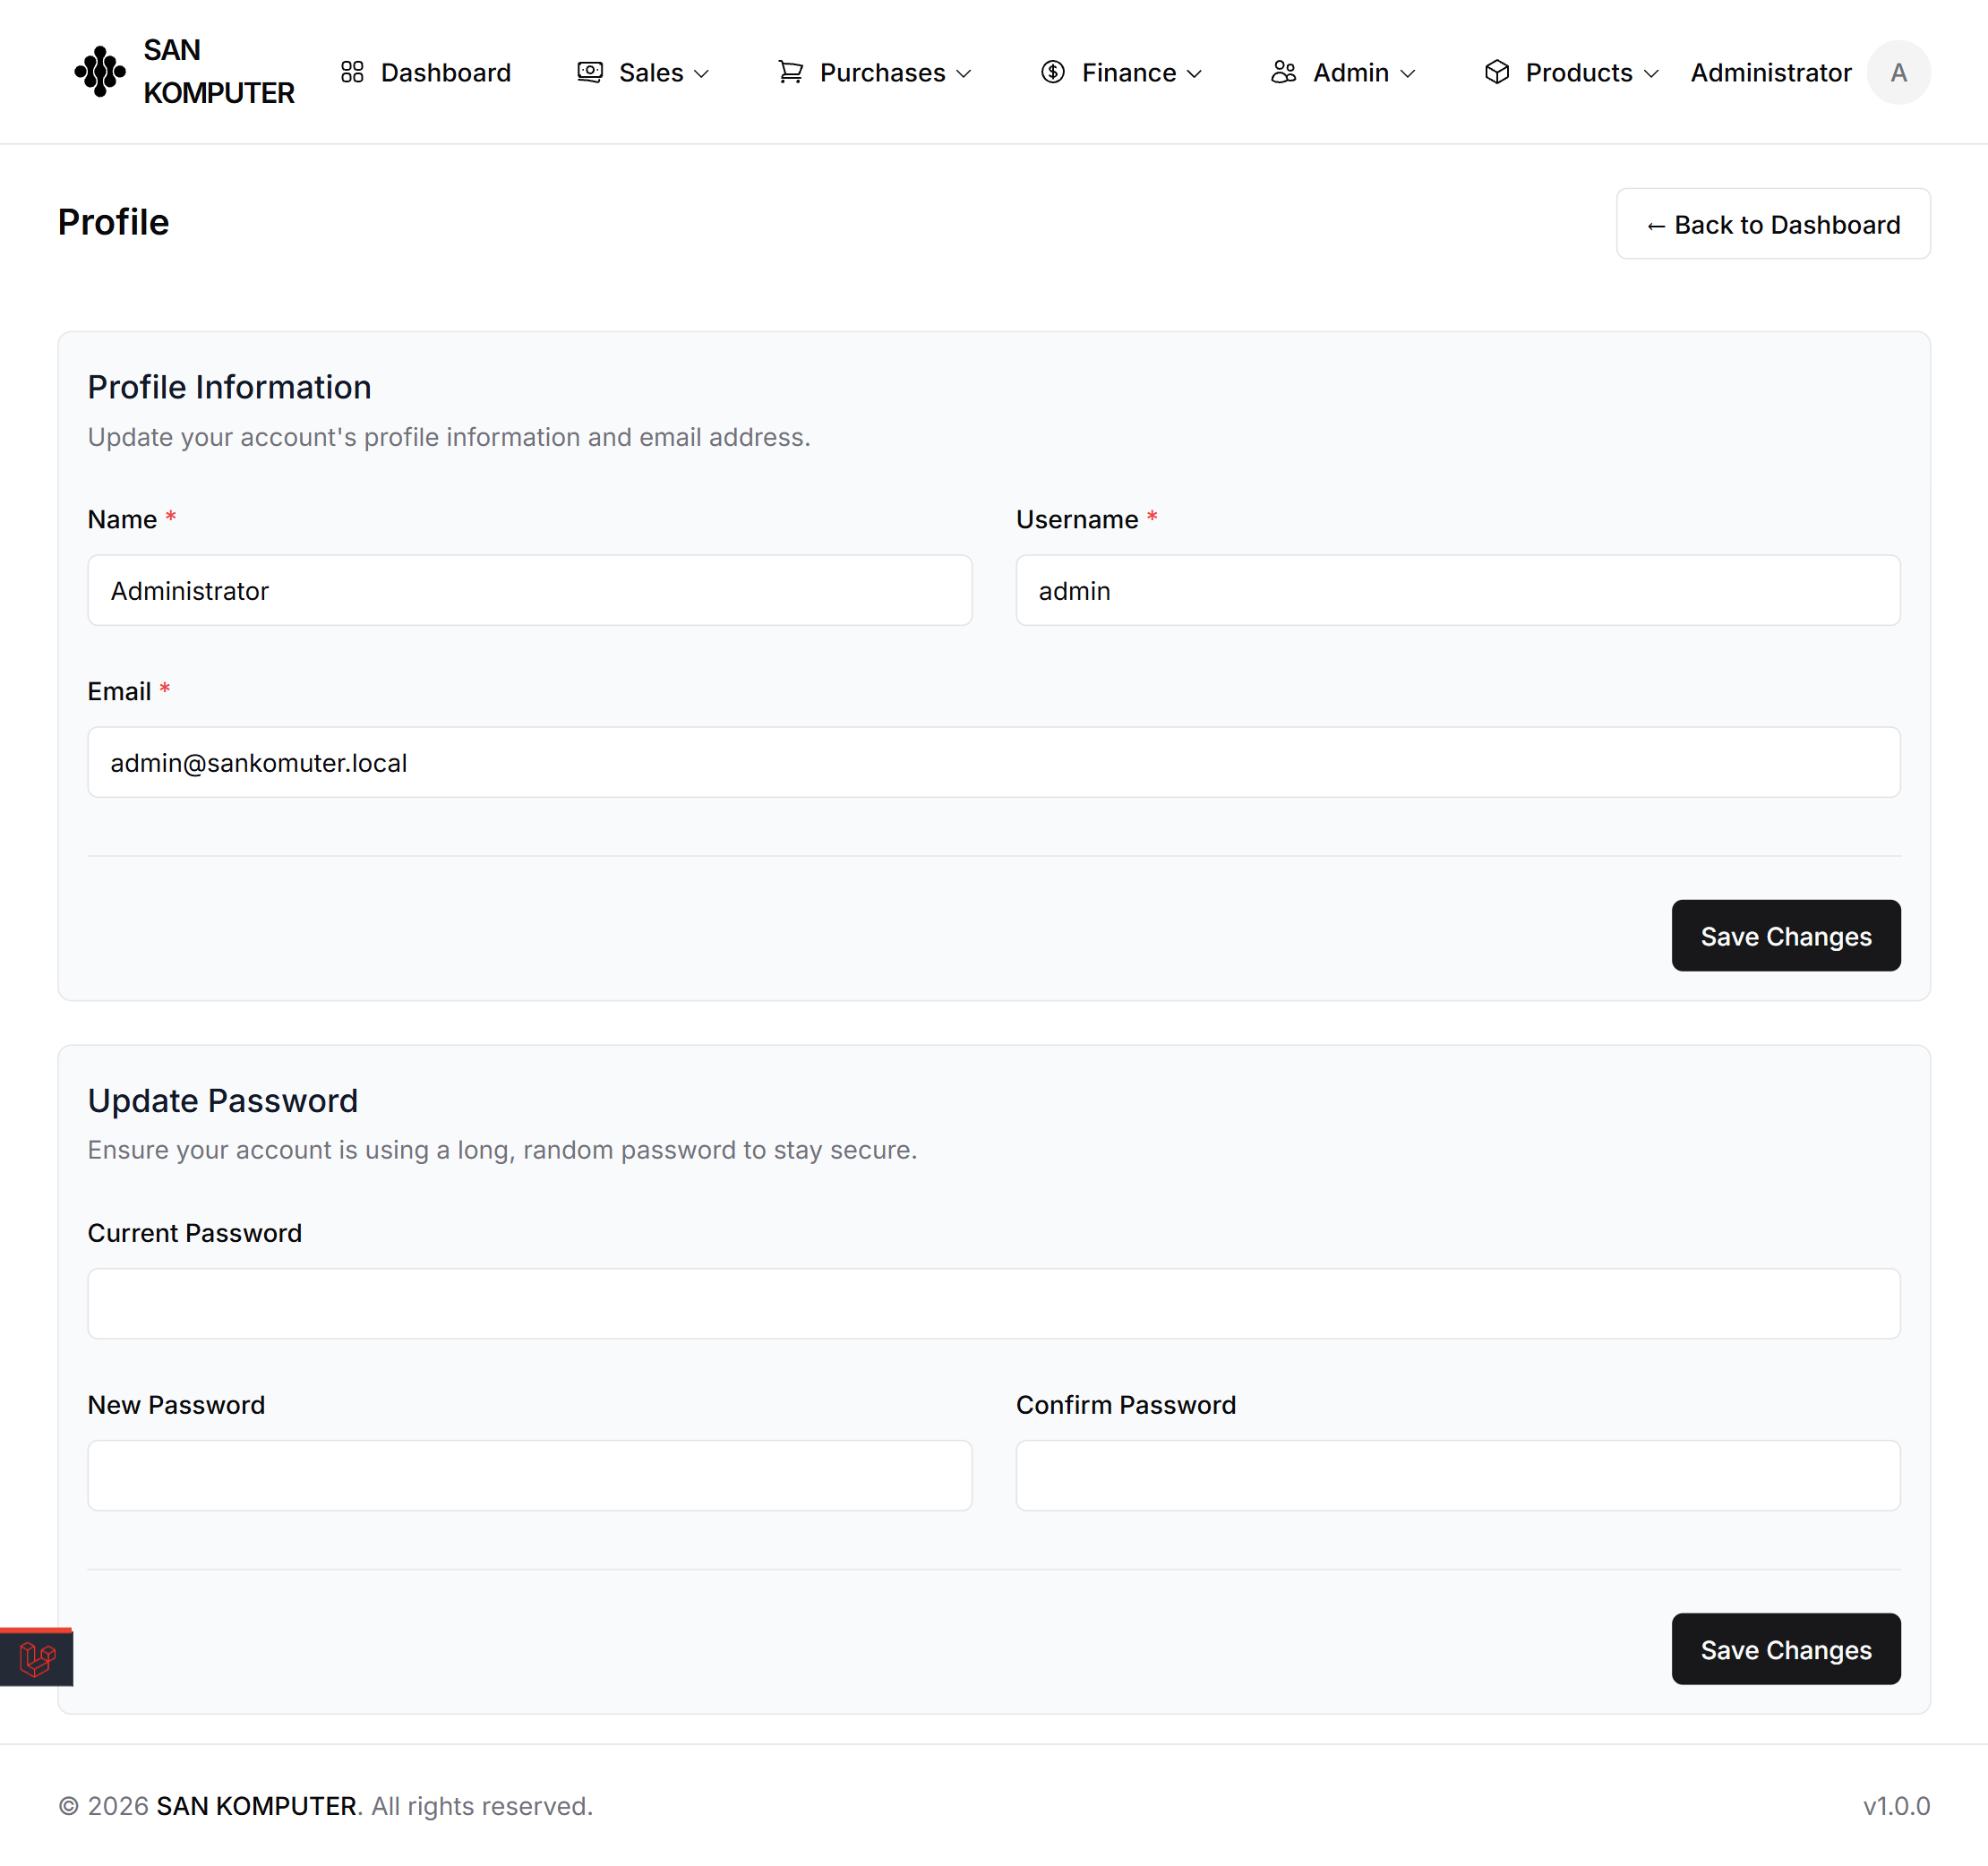 SAN
KOMPUTER
Dashboard
Sales
Purchases
Finance
Admin
Products
Administrator
A
Profile
← Back to Dashboard
Profile Information
Update your account's profile information and email address.
Name *
Username *
Administrator
admin
Email *
admin@sankomuter.local
Save Changes
Update Password
Ensure your account is using a long, random password to stay secure.
Current Password
New Password
Confirm Password
Save Changes
© 2026 SAN KOMPUTER. All rights reserved.
v1.0.0